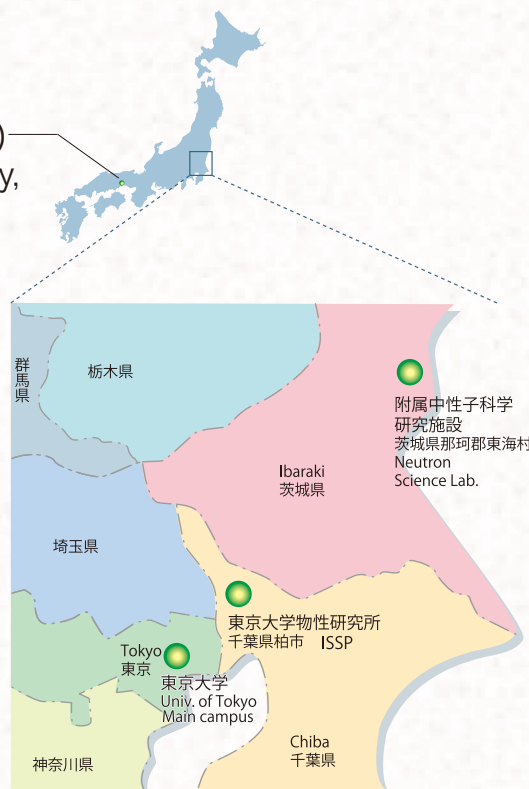 )
y,
群馬県
栃木県
附属中性子科学
研究施設
茨城県那珂郡東海村
Neutron
Science Lab.
Ibaraki
茨城県
埼玉県
東京大学物性研究所
千葉県柏市 ISSP
Tokyo
東京
東京大学
Univ. of Tokyo
Main campus
Chiba
千葉県
神奈川県